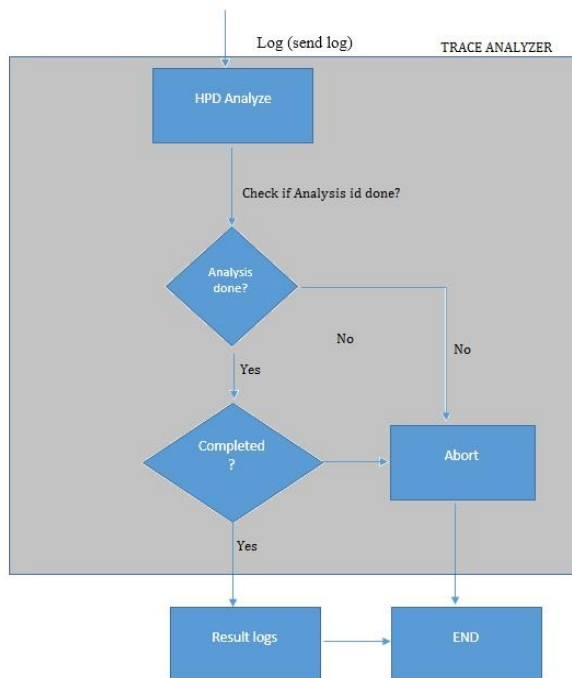 Log (send log)
TRACE ANALYZER
HPD Analyze
Check if Analysis id done?
Analysis
done?
No
No
Yes
Completed
?
Abort
Yes
Result logs
END